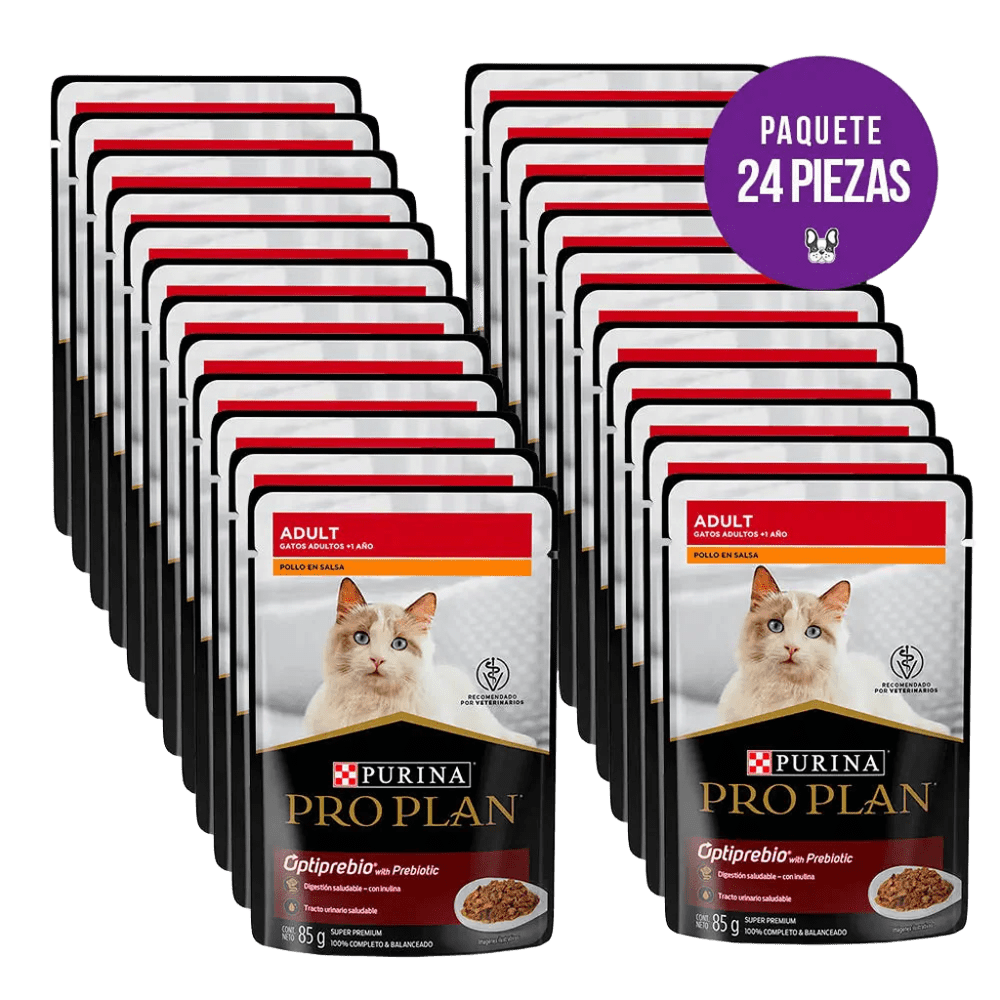 PAQUETE
24 PIEZAS
ADULT
GATOS ADULTOS +1 AÑO
POLLO EN SALSA
RECOMENDADO
POR VETERINARIOS
PURINA
PRO PLAN
Optiprebio® with Prebiotic
Digestión saludable – con inulina
Tracto urinario saludable
CONT.
NETO 85 g
SUPER PREMIUM
100% COMPLETO & BALANCEADO
ADULT
GATOS ADULTOS +1 AÑO
POLLO EN SALSA
RECOMENDADO
POR VETERINARIOS
PURINA
PRO PLAN
Optiprebio® with Prebiotic
Digestión saludable – con inulina
Tracto urinario saludable
CONT.
NETO 85 g
SUPER PREMIUM
100% COMPLETO & BALANCEADO